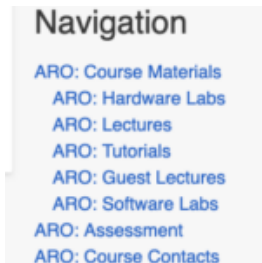 Navigation
ARO: Course Materials
ARO: Hardware Labs
ARO: Lectures
ARO: Tutorials
ARO: Guest Lectures
ARO: Software Labs
ARO: Assessment
ARO: Course Contacts